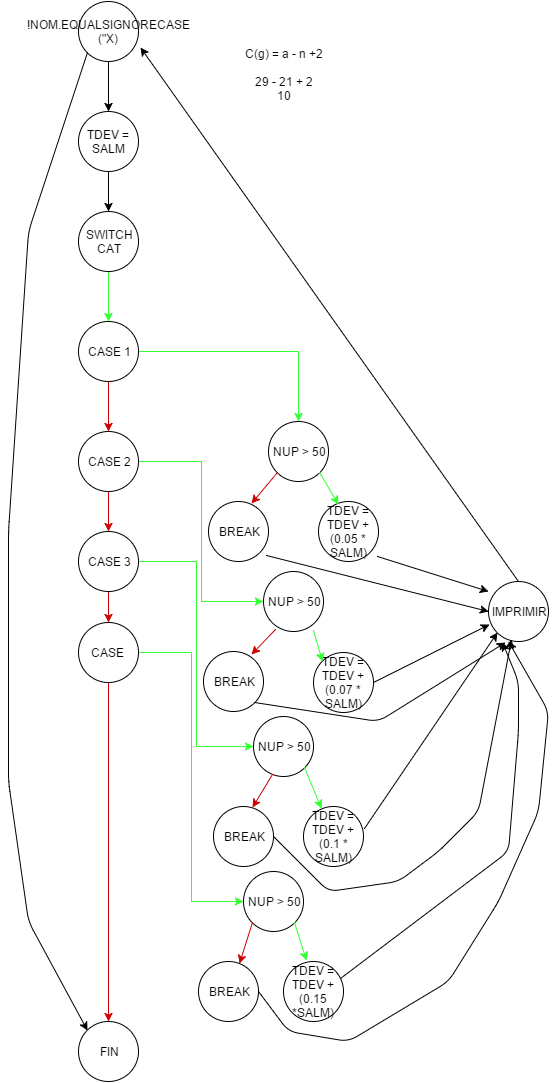 !NOM.EQUALSIGNORECASE
("X)
C(g) = a - n +2
29 - 21 + 2
10
TDEV =
SALM
SWITCH
CAT
CASE 1
CASE 2
CASE 3
CASE
NUP > 50
BREAK
TDEV =
TDEV +
(0.05 *
SALM)
IMPRIMIR
NUP > 50
BREAK
TDEV =
TDEV +
(0.07 *
SALM)
NUP > 50
BREAK
TDEV =
TDEV +
(0.1 *
SALM)
NUP > 50
BREAK
TDEV =
TDEV +
(0.15
*SALM)
FIN